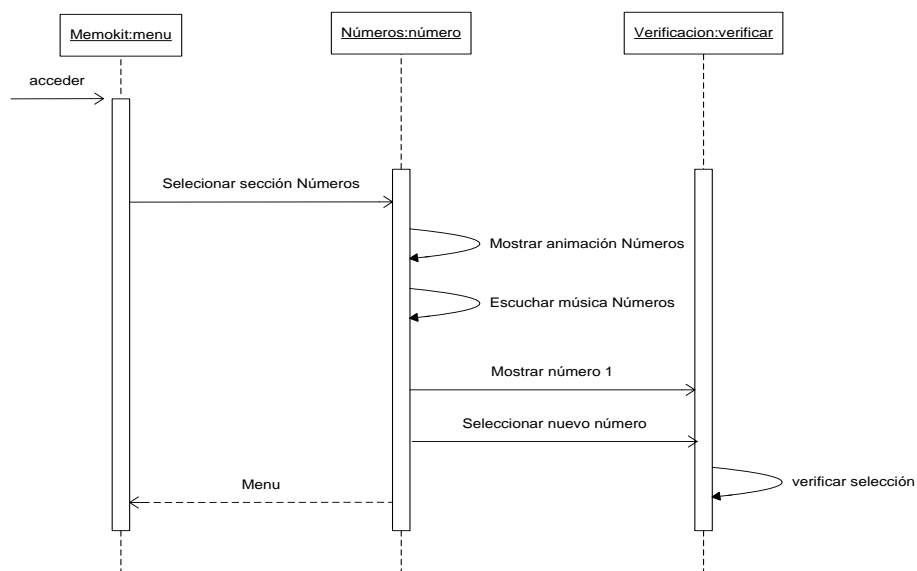 Memokit:menu
Números:número
Verificacion:verificar
acceder
Selecionar sección Números
Mostrar animación Números
Escuchar música Números
Mostrar número 1
Seleccionar nuevo número
verificar selección
Menu